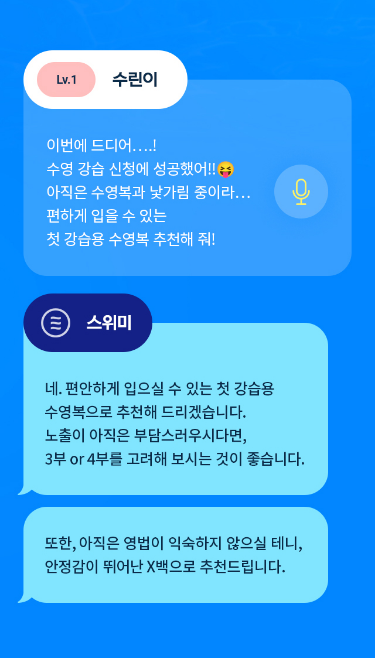 Lv.1 수린이
이번에 드디어….!
수영 강습 신청에 성공했어!!😝
아직은 수영복과 낯가림 중이라…
편하게 입을 수 있는
첫 강습용 수영복 추천해 줘!
스위미
네. 편안하게 입으실 수 있는 첫 강습용
수영복으로 추천해 드리겠습니다.
노출이 아직은 부담스러우시다면,
3부 or 4부를 고려해 보시는 것이 좋습니다.
또한, 아직은 영법이 익숙하지 않으실 테니,
안정감이 뛰어난 X백으로 추천드립니다.